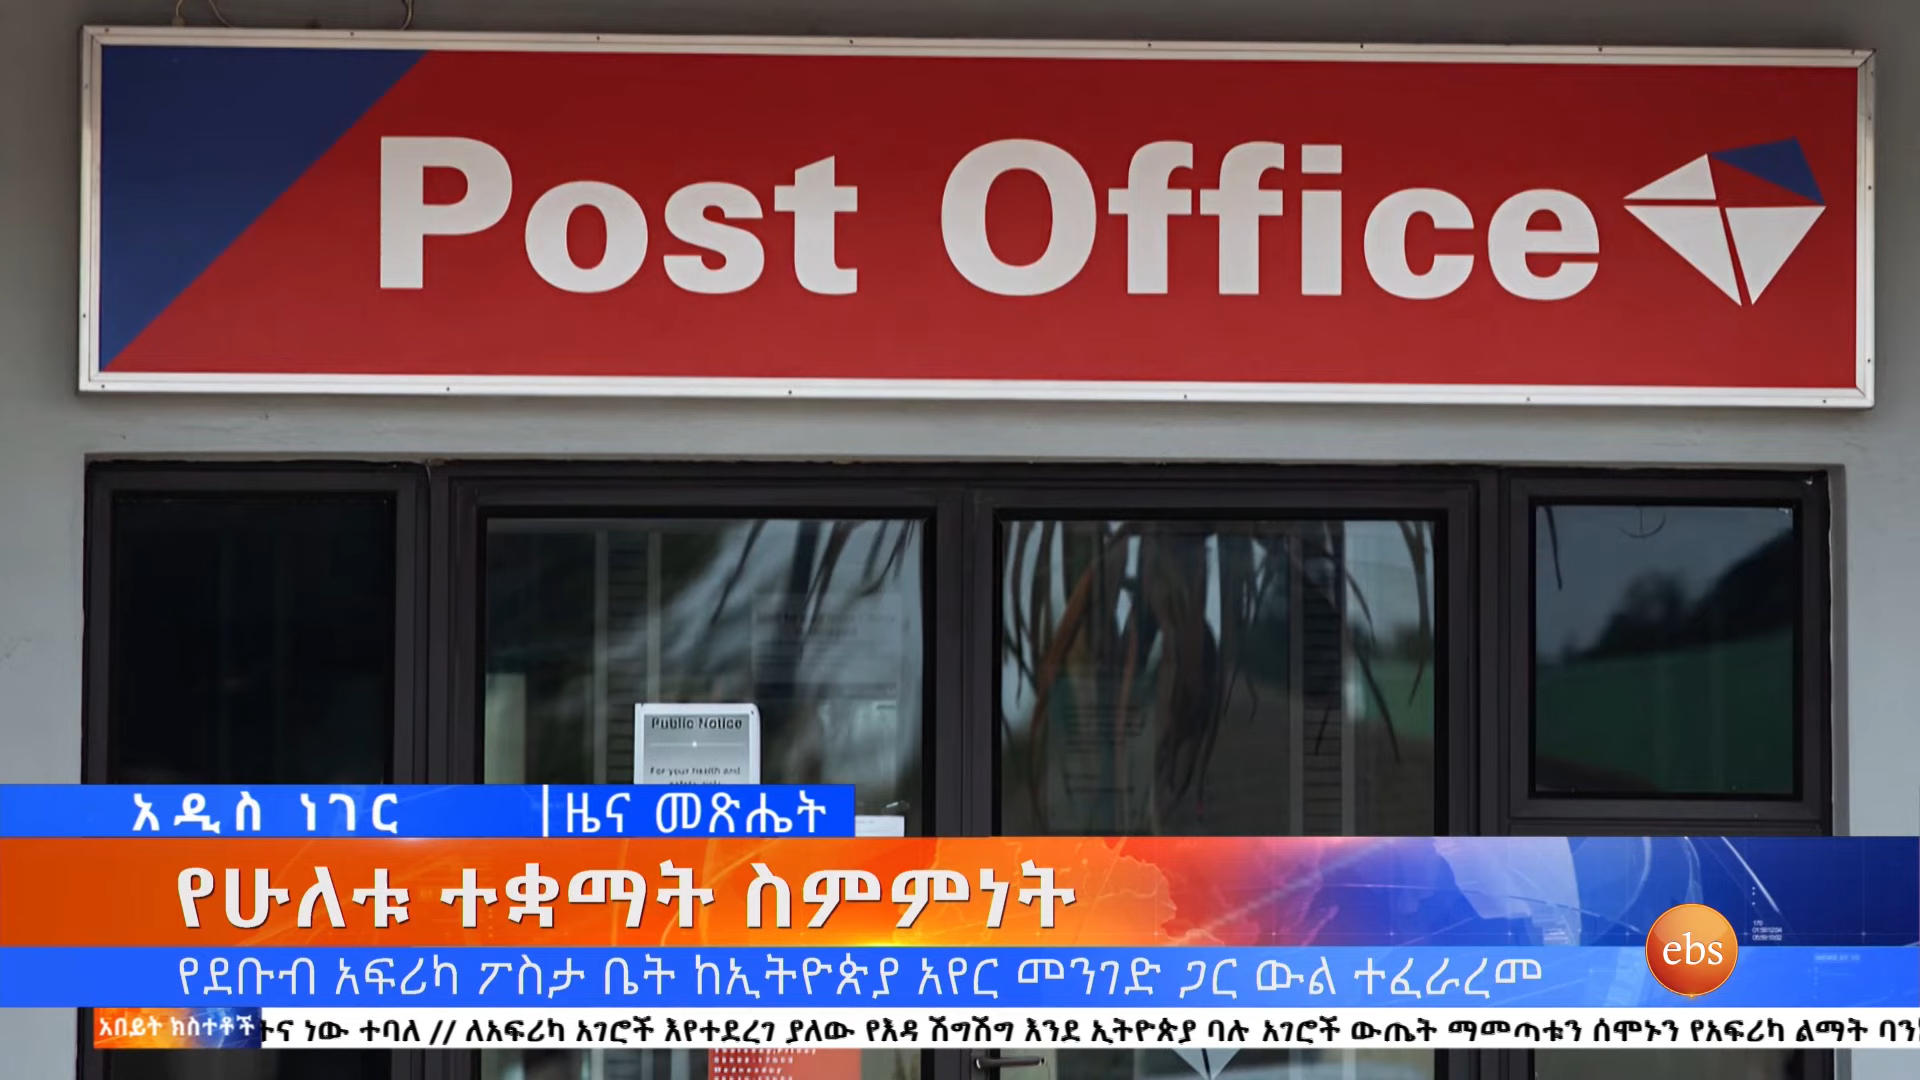 Post Office
Public Notice
For your health and
አዲስ ነገር |ዜና መጽሔት
የሁለቱ ተቋማት ስምምነት
የደቡብ አፍሪካ ፖስታ ቤት ከኢትዮጵያ አየር መንገድ ጋር ውል ተፈራረመ
ebs
አበይት ክስተቶች ትና ነው ተባለ // ለአፍሪካ አገሮች እየተደረገ ያለው የእዳ ሽግሽግ እንደ ኢትዮጵያ ባሉ አገሮች ውጤት ማመጣቱን ሰሞኑን የአፍሪካ ልማት ባን
Wednesday